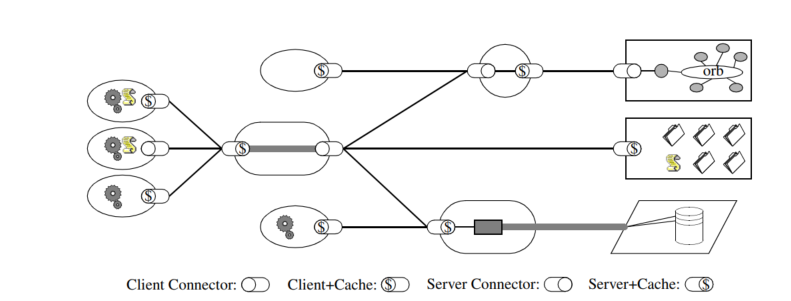 $ $ orb
$
$ $
$
$ $
Client Connector: Client+Cache: $ Server Connector: Server+Cache: $